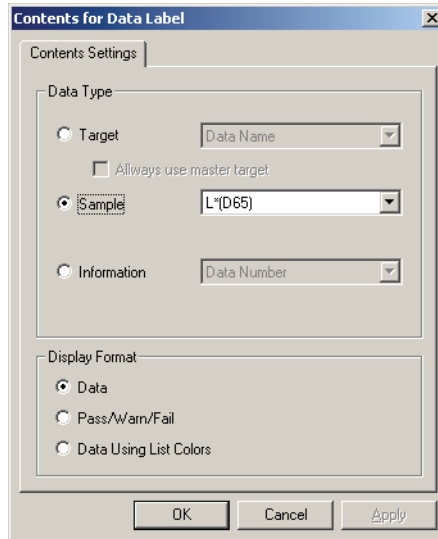 Contents for Data Label
Contents Settings
Data Type
Target
Data Name
Allways use master target
Sample
L*(D65)
Information
Data Number
Display Format
Data
Pass/Warn/Fail
Data Using List Colors
OK Cancel Apply